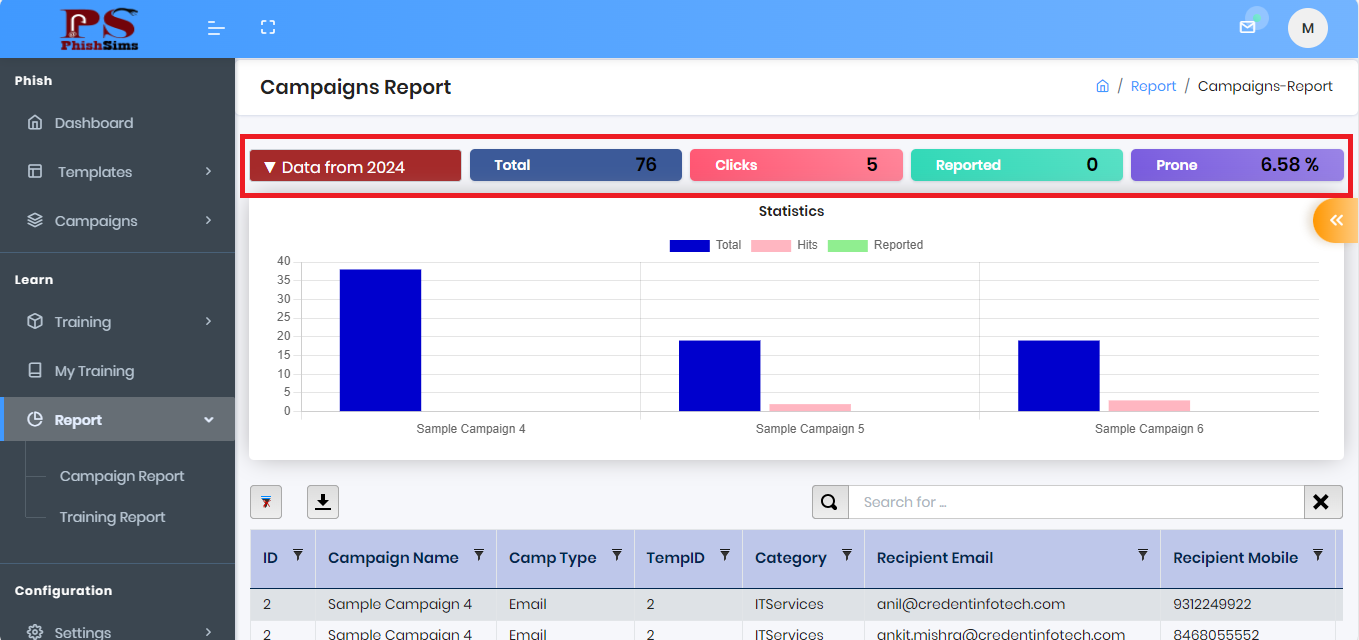 PS
PhishSims
M
Phish
Dashboard
Templates
Campaigns
Learn
Training
My Training
Report
Campaign Report
Training Report
Configuration
Settings
Campaigns Report
/ Report / Campaigns-Report
▼ Data from 2024
Total 76
Clicks 5
Reported 0
Prone 6.58 %
Statistics
Total Hits Reported
40
35
30
25
20
15
10
5
0
Sample Campaign 4 Sample Campaign 5 Sample Campaign 6
Search for ...
ID Campaign Name Camp Type TempID Category Recipient Email Recipient Mobile
2 Sample Campaign 4 Email 2 ITServices anil@credentinfotech.com 9312249922
2 Sample Campaign 4 Email 2 ITServices ankit.mishra@credentinfotech.com 8468055552